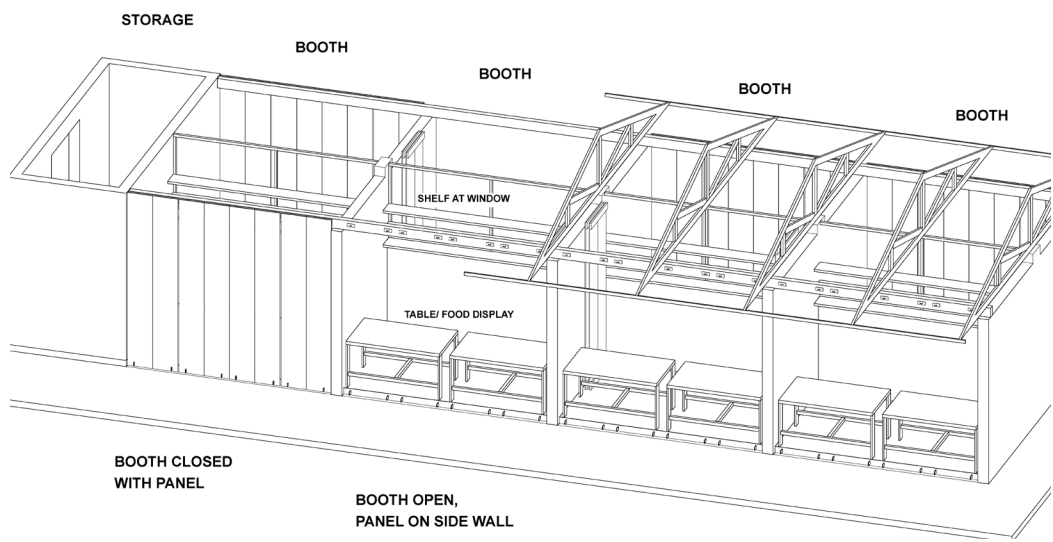 STORAGE
BOOTH
BOOTH
BOOTH
BOOTH
SHELF AT WINDOW
TABLE/ FOOD DISPLAY
BOOTH CLOSED
WITH PANEL
BOOTH OPEN,
PANEL ON SIDE WALL